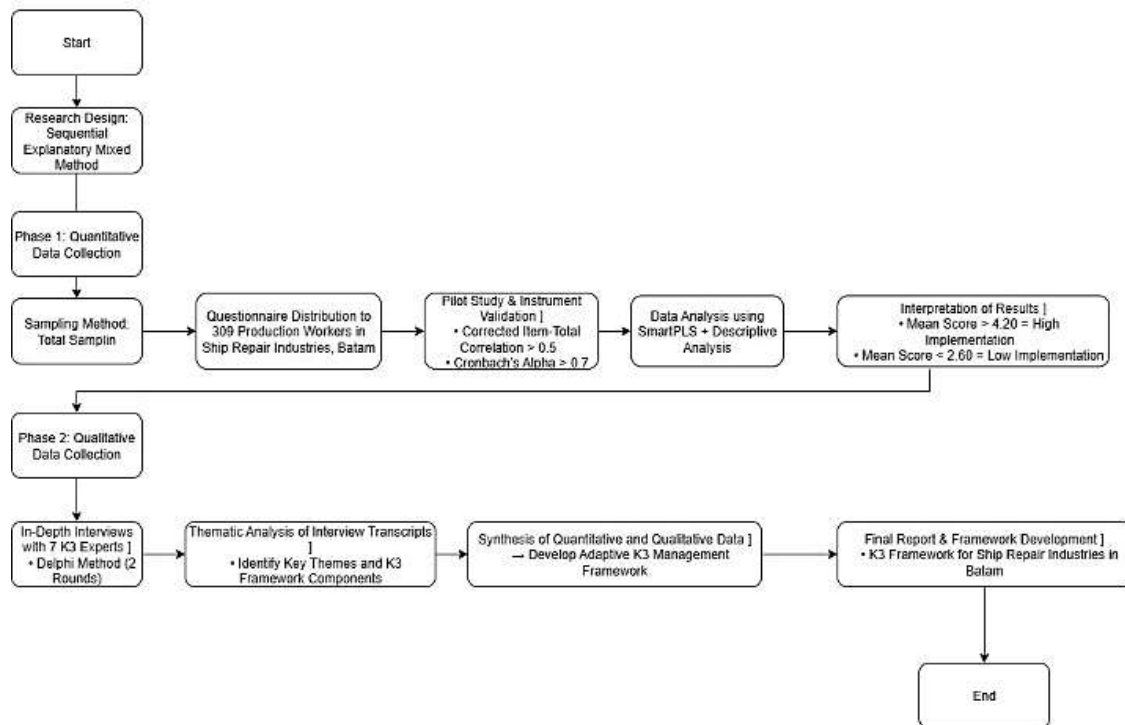 Start
Research Design:
Sequential
Explanatory Mixed
Method
Phase 1: Quantitative
Data Collection
Sampling Method:
Total Samplin
Questionnaire Distribution to
309 Production Workers in
Ship Repair Industries, Batam
Pilot Study & Instrument
Validation ]
• Corrected Item-Total
Correlation > 0.5
• Cronbach's Alpha > 0.7
Data Analysis using
SmartPLS + Descriptive
Analysis
Interpretation of Results ]
• Mean Score > 4.20 = High
Implementation
• Mean Score < 2.60 = Low Implementation
Phase 2: Qualitative
Data Collection
In-Depth Interviews
with 7 K3 Experts ]
• Delphi Method (2
Rounds)
Thematic Analysis of Interview Transcripts
]
• Identify Key Themes and K3
Framework Components
Synthesis of Quantitative and Qualitative Data ]
→ Develop Adaptive K3 Management
Framework
Final Report & Framework Development ]
• K3 Framework for Ship Repair Industries in
Batam
End